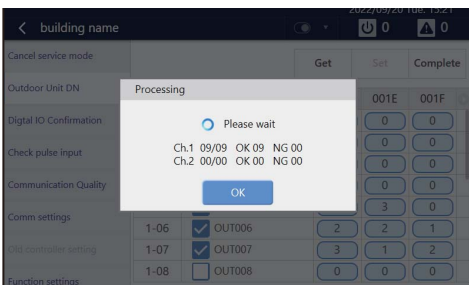 2022/09/20 Tue. 13:21
building name
0
0
Cancel service mode
Get
Set
Complete
Outdoor Unit DN
Processing
001E
001F
Please wait
0
0
Digtal IO Confirmation
Ch.1 09/09 OK 09 NG 00
0
0
Check pulse input
Ch.2 00/00 OK 00 NG 00
0
0
Communication Quality
OK
0
0
3
0
Comm settings
1-06
OUT006
2
2
1
Old controller setting
1-07
OUT007
3
1
2
1-08
OUT008
0
0
0
Function settings